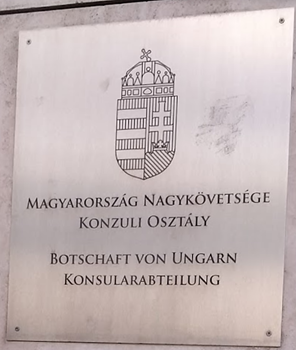 MAGYARORSZÁG NAGYKÖVETSÉGE
KONZULI OSZTÁLY
BOTSCHAFT VON UNGARN
KONSULARABTEILUNG